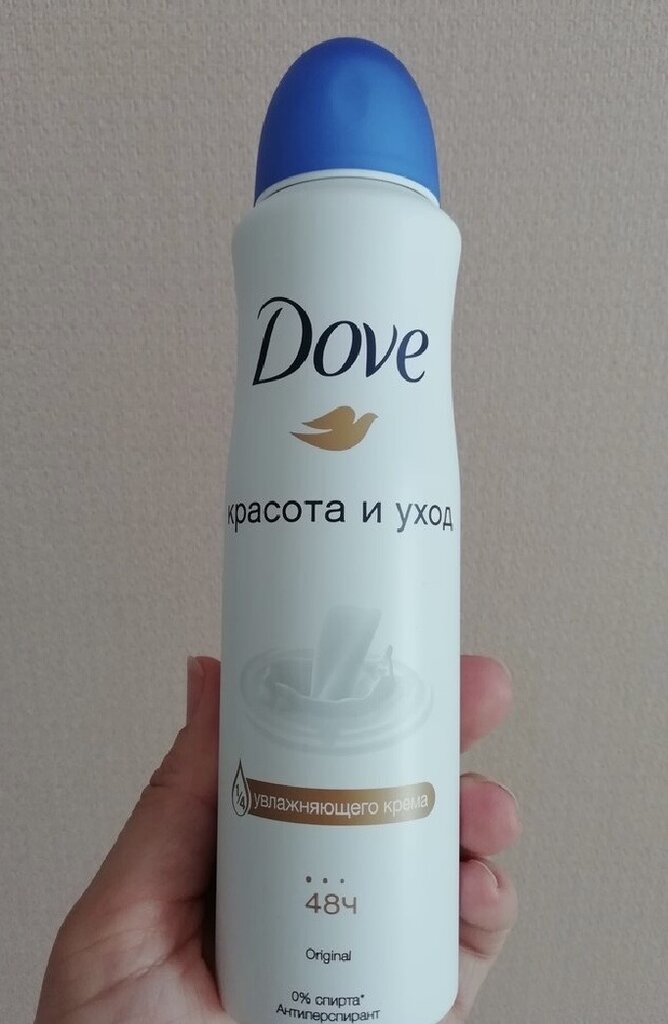 Dove
красота и уход
1/4 увлажняющего крема
48ч
Original
0% спирта*
Антиперспирант